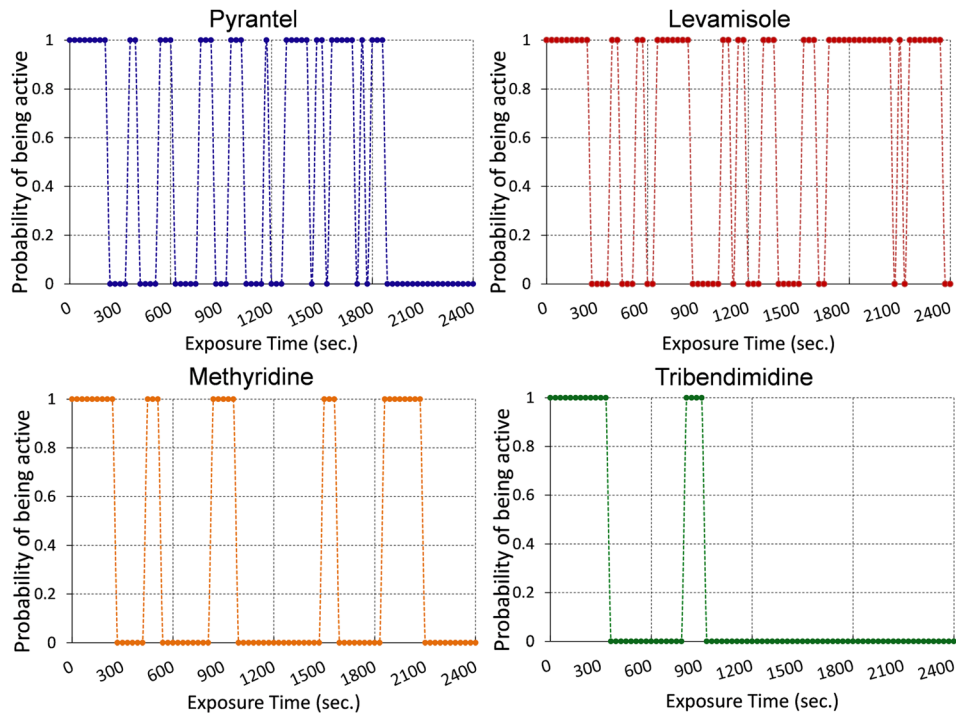 Pyrantel
Probability of being active
1
0.8
0.6
0.4
0.2
0
0 300 600 900 1200 1500 1800 2100 2400
Exposure Time (sec.)
Levamisole
Probability of being active
1
0.8
0.6
0.4
0.2
0
0 300 600 900 1200 1500 1800 2100 2400
Exposure Time (sec.)
Methyridine
Probability of being active
1
0.8
0.6
0.4
0.2
0
0 300 600 900 1200 1500 1800 2100 2400
Exposure Time (sec.)
Tribendimidine
Probability of being active
1
0.8
0.6
0.4
0.2
0
0 300 600 900 1200 1500 1800 2100 2400
Exposure Time (sec.)